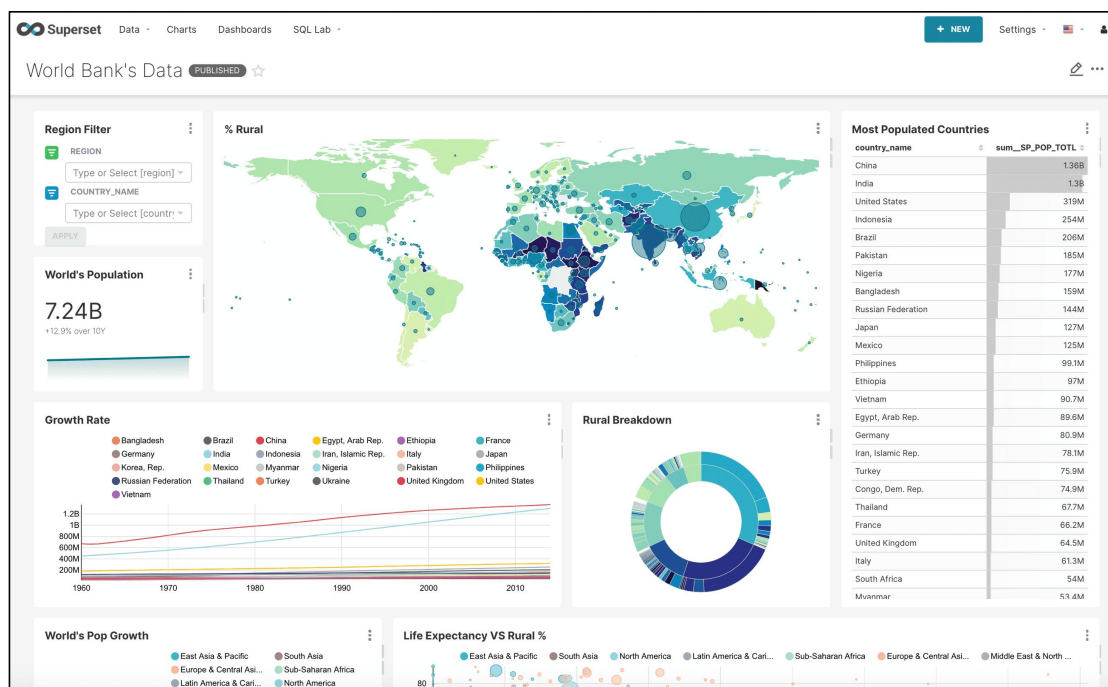 Superset Data Charts Dashboards SQL Lab + NEW Settings
World Bank's Data PUBLISHED
Region Filter
REGION
Type or Select [region]
COUNTRY_NAME
Type or Select [country
APPLY
% Rural
Most Populated Countries
country_name sum__SP_POP_TOTL
China 1.36B
India 1.3B
United States 319M
Indonesia 254M
Brazil 206M
Pakistan 185M
Nigeria 177M
Bangladesh 159M
Russian Federation 144M
Japan 127M
Mexico 125M
Philippines 99.1M
Ethiopia 97M
Vietnam 90.7M
Egypt, Arab Rep. 89.6M
Germany 80.9M
Iran, Islamic Rep. 78.1M
Turkey 75.9M
Congo, Dem. Rep. 74.9M
Thailand 67.7M
France 66.2M
United Kingdom 64.5M
Italy 61.3M
South Africa 54M
Myanmar 53.4M
World's Population
7.24B
+12.9% over 10Y
Growth Rate
Bangladesh Brazil China Egypt, Arab Rep. Ethiopia France
Germany India Indonesia Iran, Islamic Rep. Italy Japan
Korea, Rep. Mexico Myanmar Nigeria Pakistan Philippines
Russian Federation Thailand Turkey Ukraine United Kingdom United States
Vietnam
1.2B
1B
800M
600M
400M
200M
1960 1970 1980 1990 2000 2010
Rural Breakdown
World's Pop Growth
East Asia & Pacific South Asia
Europe & Central Asi... Sub-Saharan Africa
Latin America & Cari... North America
Life Expectancy VS Rural %
East Asia & Pacific South Asia North America Latin America & Cari... Sub-Saharan Africa Europe & Central Asi... Middle East & North ...
80